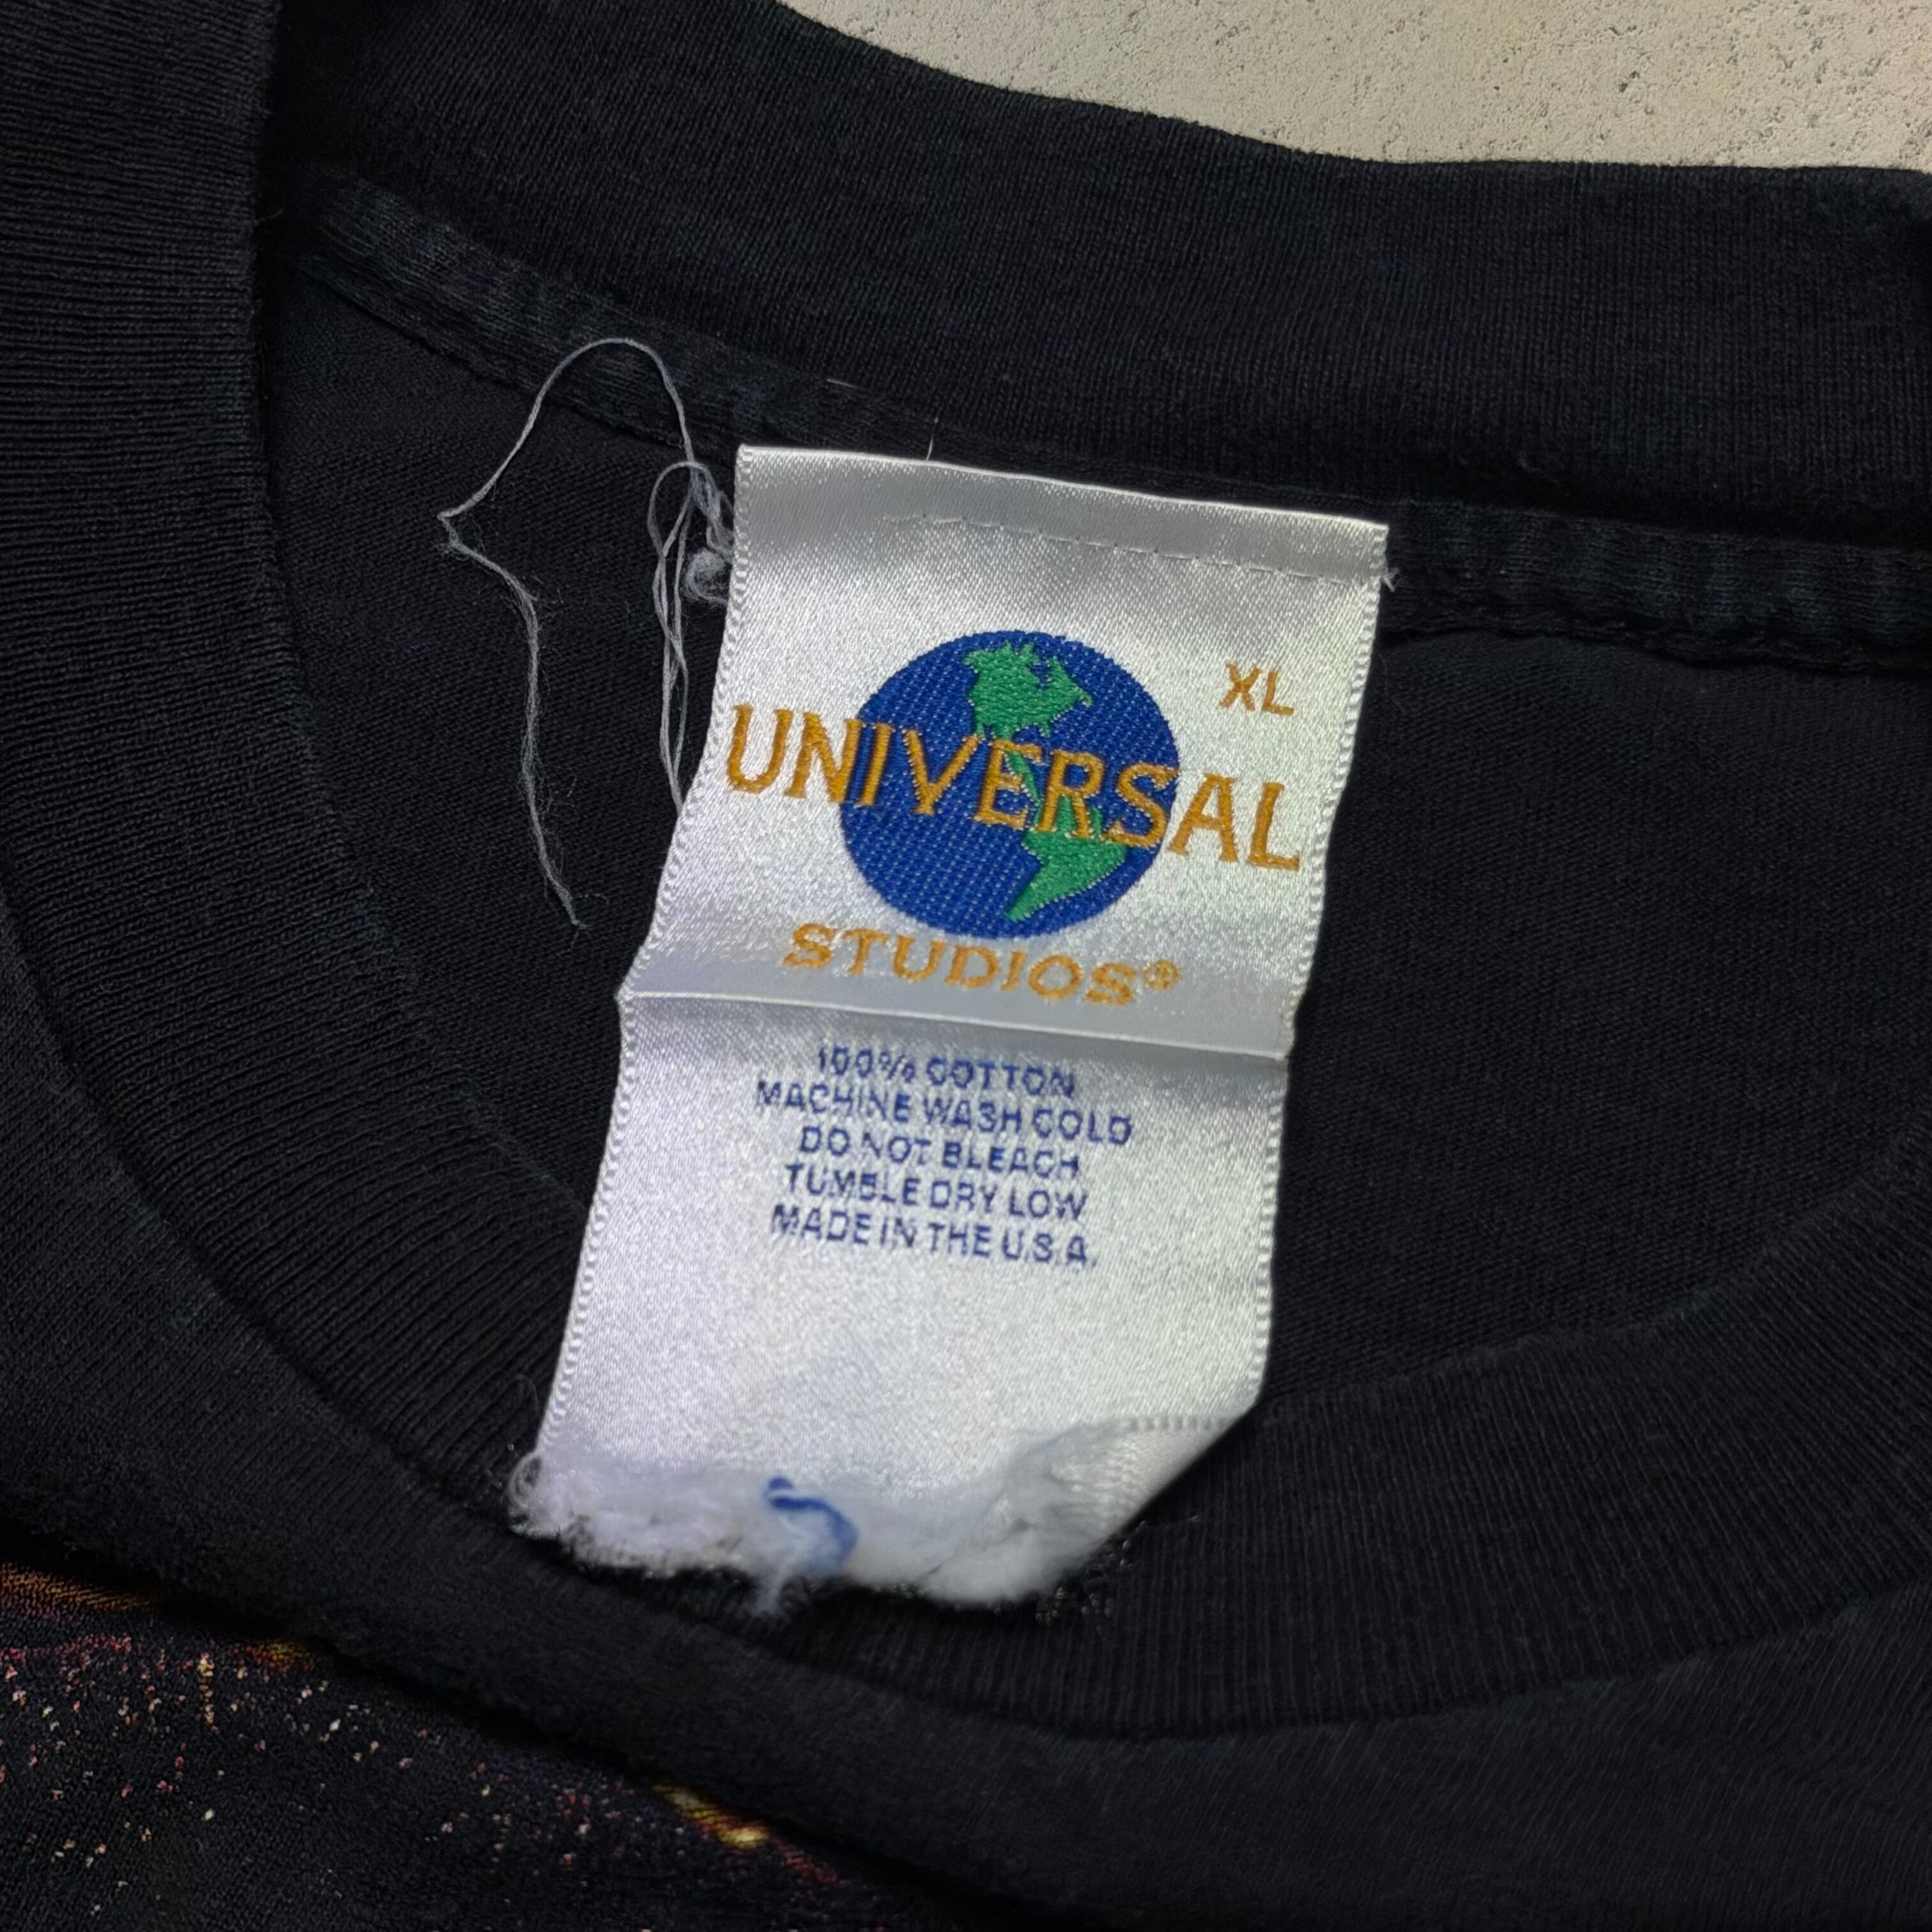 XL
UNIVERSAL
STUDIOS®
100% COTTON
MACHINE WASH COLD
DO NOT BLEACH
TUMBLE DRY LOW
MADE IN THE U.S.A.